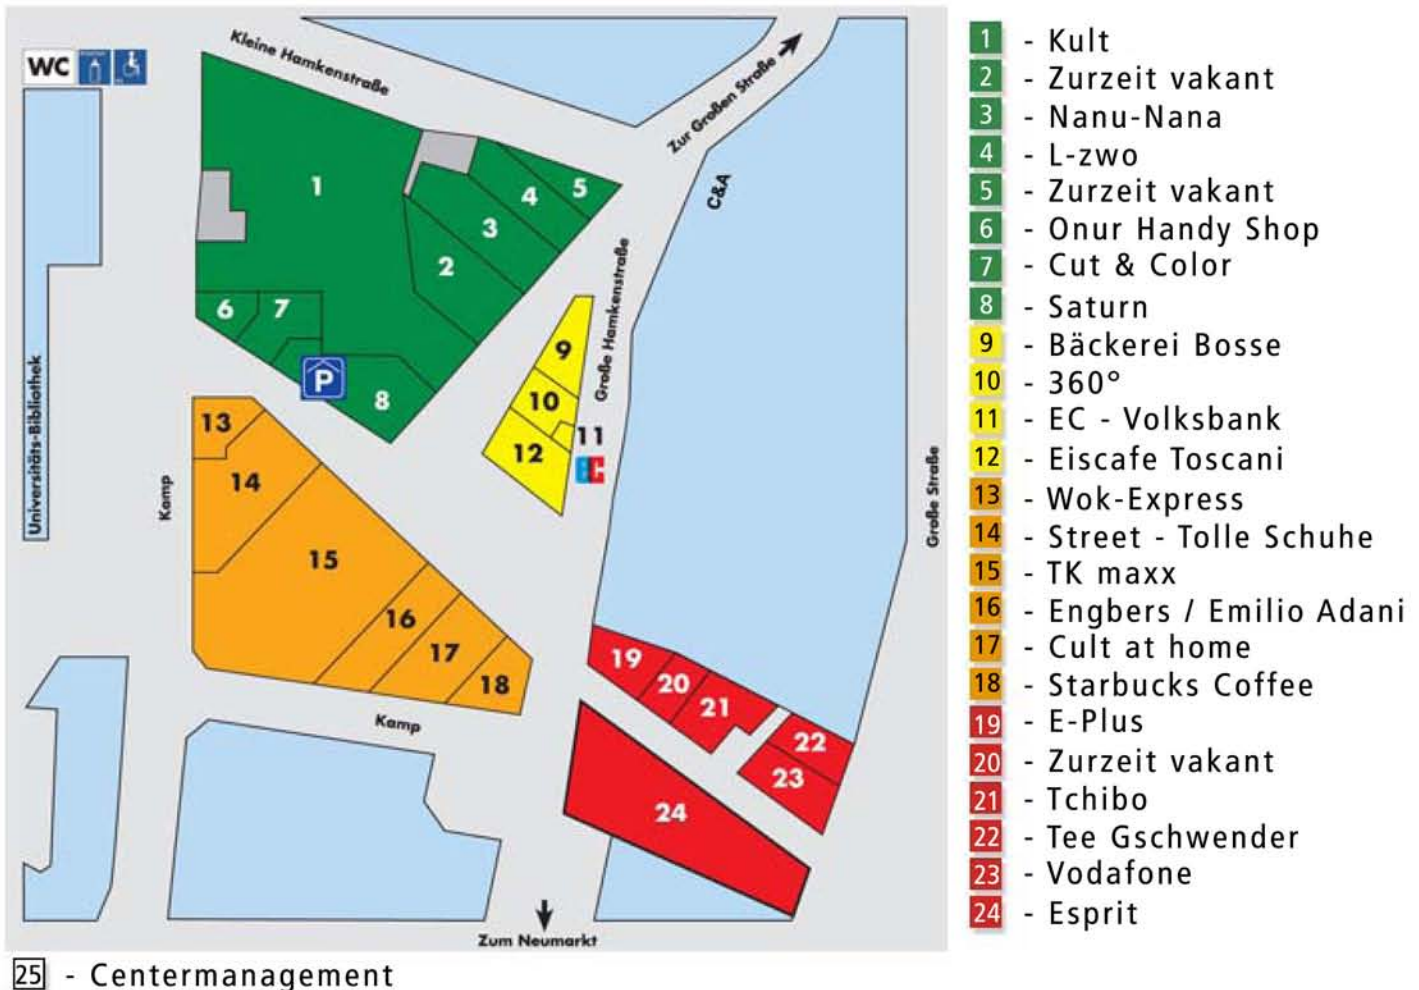 WC
Kleine Hamkenstraße
Zur Großen Straße
C&A
1
2
3
4
5
6
7
P
8
9
10
11
12
EC
Große Hamkenstraße
Universitäts-Bibliothek
Kamp
Große Straße
13
14
15
16
17
18
Kamp
19
20
21
22
23
24
Zum Neumarkt
1 - Kult
2 - Zurzeit vakant
3 - Nanu-Nana
4 - L-zwo
5 - Zurzeit vakant
6 - Onur Handy Shop
7 - Cut & Color
8 - Saturn
9 - Bäckerei Bosse
10 - 360°
11 - EC - Volksbank
12 - Eiscafe Toscani
13 - Wok-Express
14 - Street - Tolle Schuhe
15 - TK maxx
16 - Engbers / Emilio Adani
17 - Cult at home
18 - Starbucks Coffee
19 - E-Plus
20 - Zurzeit vakant
21 - Tchibo
22 - Tee Gschwender
23 - Vodafone
24 - Esprit
25 - Centermanagement